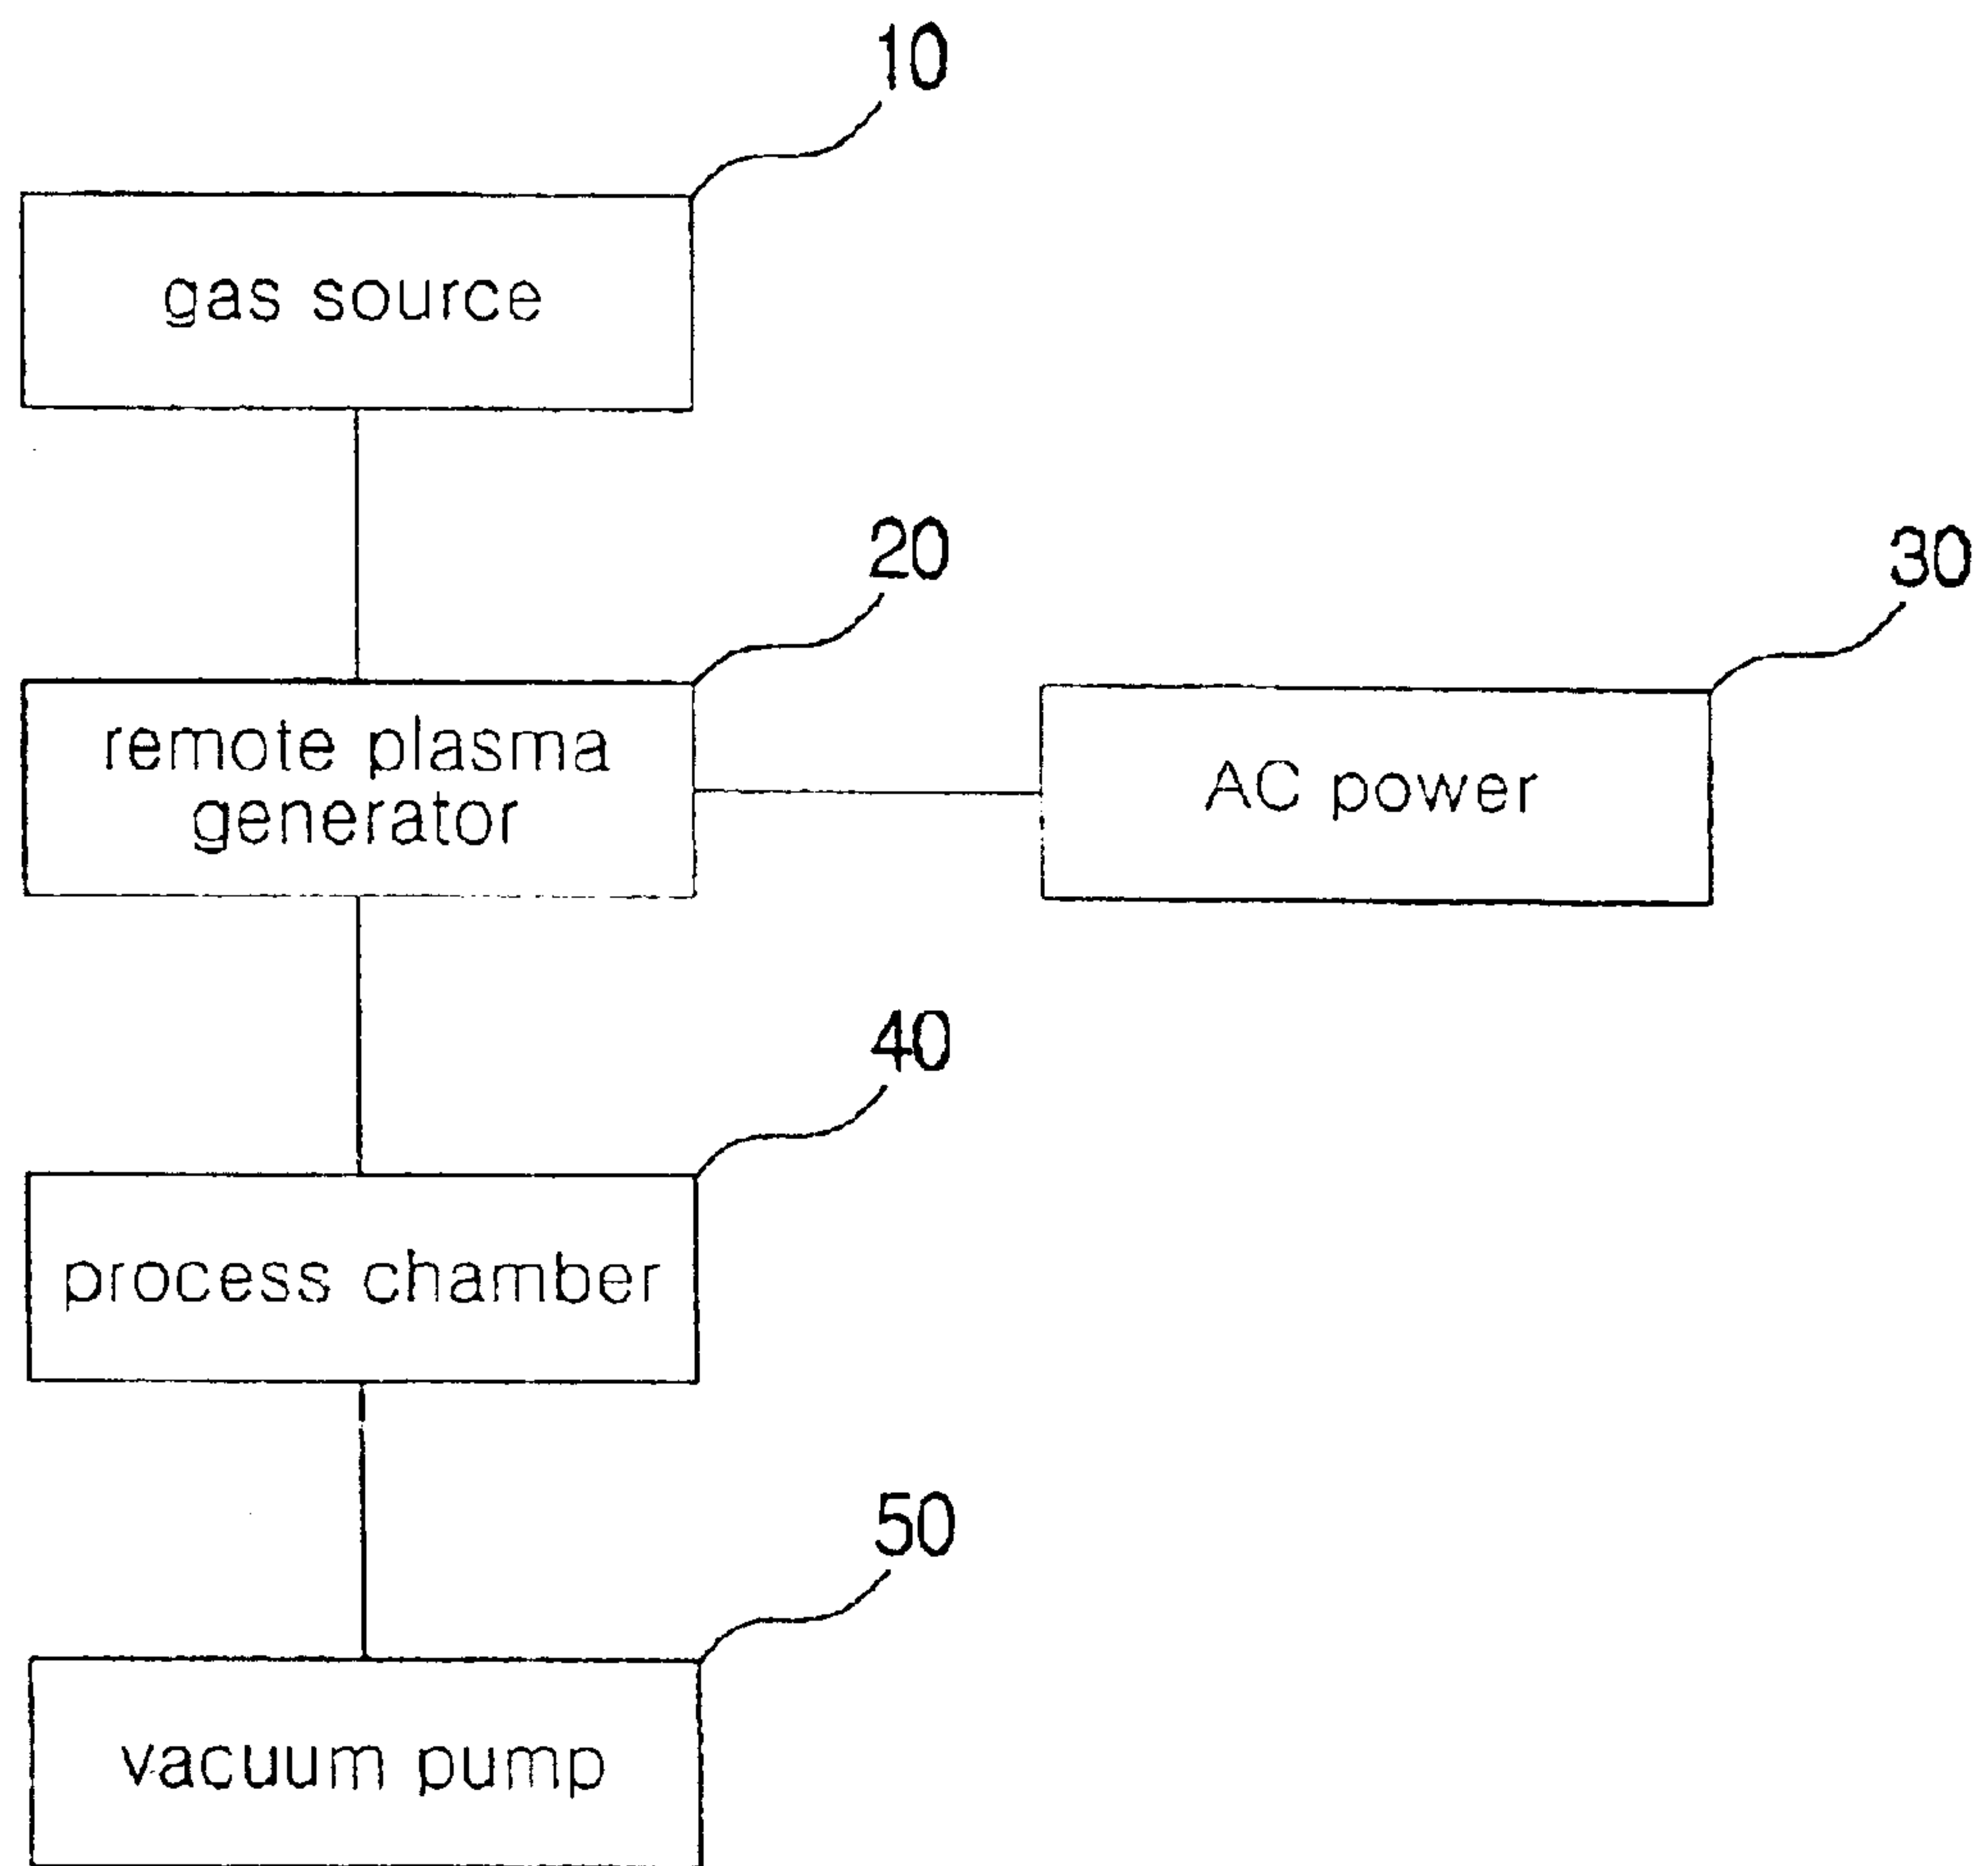 10
gas source
20
30
remote plasma
generator
AC power
40
process chamber
50
vacuum pump